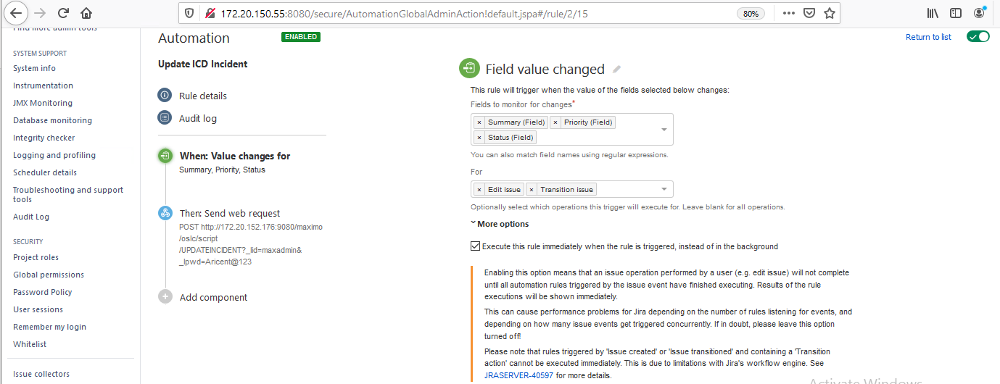 172.20.150.55:8080/secure/AutomationGlobalAdminAction!default.jspa#/rule/2/15
80%
Find more admin tools
SYSTEM SUPPORT
System info
Instrumentation
JMX Monitoring
Database monitoring
Integrity checker
Logging and profiling
Scheduler details
Troubleshooting and support
tools
Audit Log
SECURITY
Project roles
Global permissions
Password Policy
User sessions
Remember my login
Whitelist
Issue collectors
Automation
ENABLED
Return to list
Update ICD Incident
Rule details
Audit log
When: Value changes for
Summary, Priority, Status
Then: Send web request
POST http://172.20.152.176:9080/maximo
/oslc/script
/UPDATEINCIDENT?_lid=maxadmin&
_lpwd=Aricent@123
Add component
Field value changed
This rule will trigger when the value of the fields selected below changes:
Fields to monitor for changes*
× Summary (Field) × Priority (Field)
× Status (Field)
You can also match field names using regular expressions.
For
× Edit issue × Transition issue
Optionally select which operations this trigger will execute for. Leave blank for all operations.
More options
Execute this rule immediately when the rule is triggered, instead of in the background
Enabling this option means that an issue operation performed by a user (e.g. edit issue) will not complete
until all automation rules triggered by the issue event have finished executing. Results of the rule
executions will be shown immediately.
This can cause performance problems for Jira depending on the number of rules listening for events, and
depending on how many issue events get triggered concurrently. If in doubt, please leave this option
turned off!
Please note that rules triggered by 'Issue created' or 'Issue transitioned' and containing a 'Transition
action' cannot be executed immediately. This is due to limitations with Jira's workflow engine. See
JRASERVER-40597 for more details.
Activate Windows